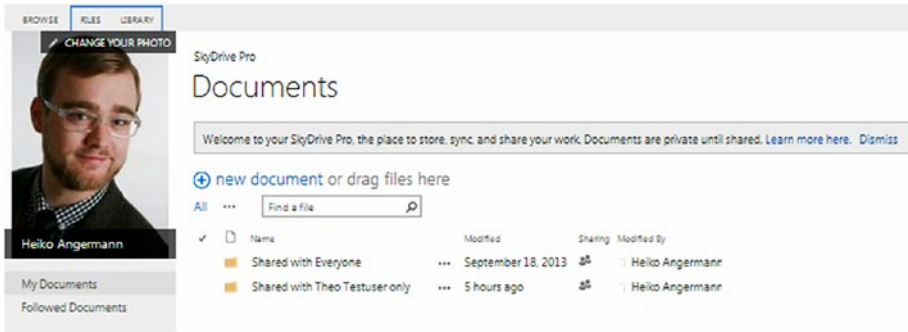 BROWSE FILES LIBRARY
CHANGE YOUR PHOTO
SkyDrive Pro
Documents
Welcome to your SkyDrive Pro, the place to store, sync, and share your work. Documents are private until shared. Learn more here. Dismiss
new document or drag files here
All ••• Find a file
Name Modified Sharing Modified By
Shared with Everyone ••• September 18, 2013 Heiko Angermann
Shared with Theo Testuser only ••• 5 hours ago Heiko Angermann
Heiko Angermann
My Documents
Followed Documents